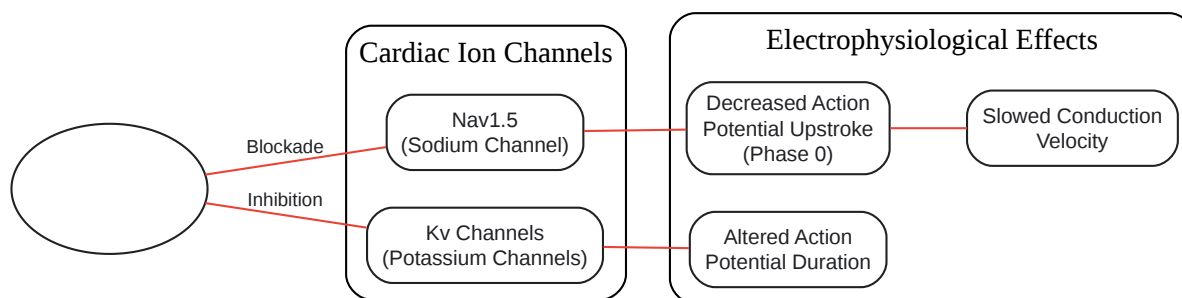 Cardiac Ion Channels
Electrophysiological Effects
Blockade
Nav1.5
(Sodium Channel)
Decreased Action
Potential Upstroke
(Phase 0)
Slowed Conduction
Velocity
Inhibition
Kv Channels
(Potassium Channels)
Altered Action
Potential Duration